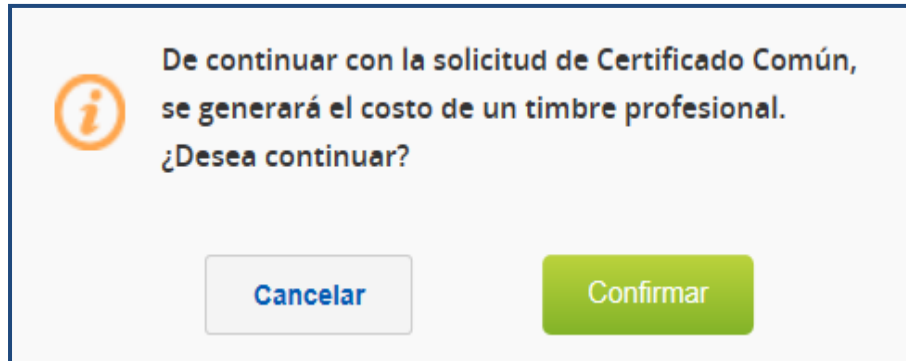 De continuar con la solicitud de Certificado Común,
se generará el costo de un timbre profesional.
¿Desea continuar?
Cancelar
Confirmar